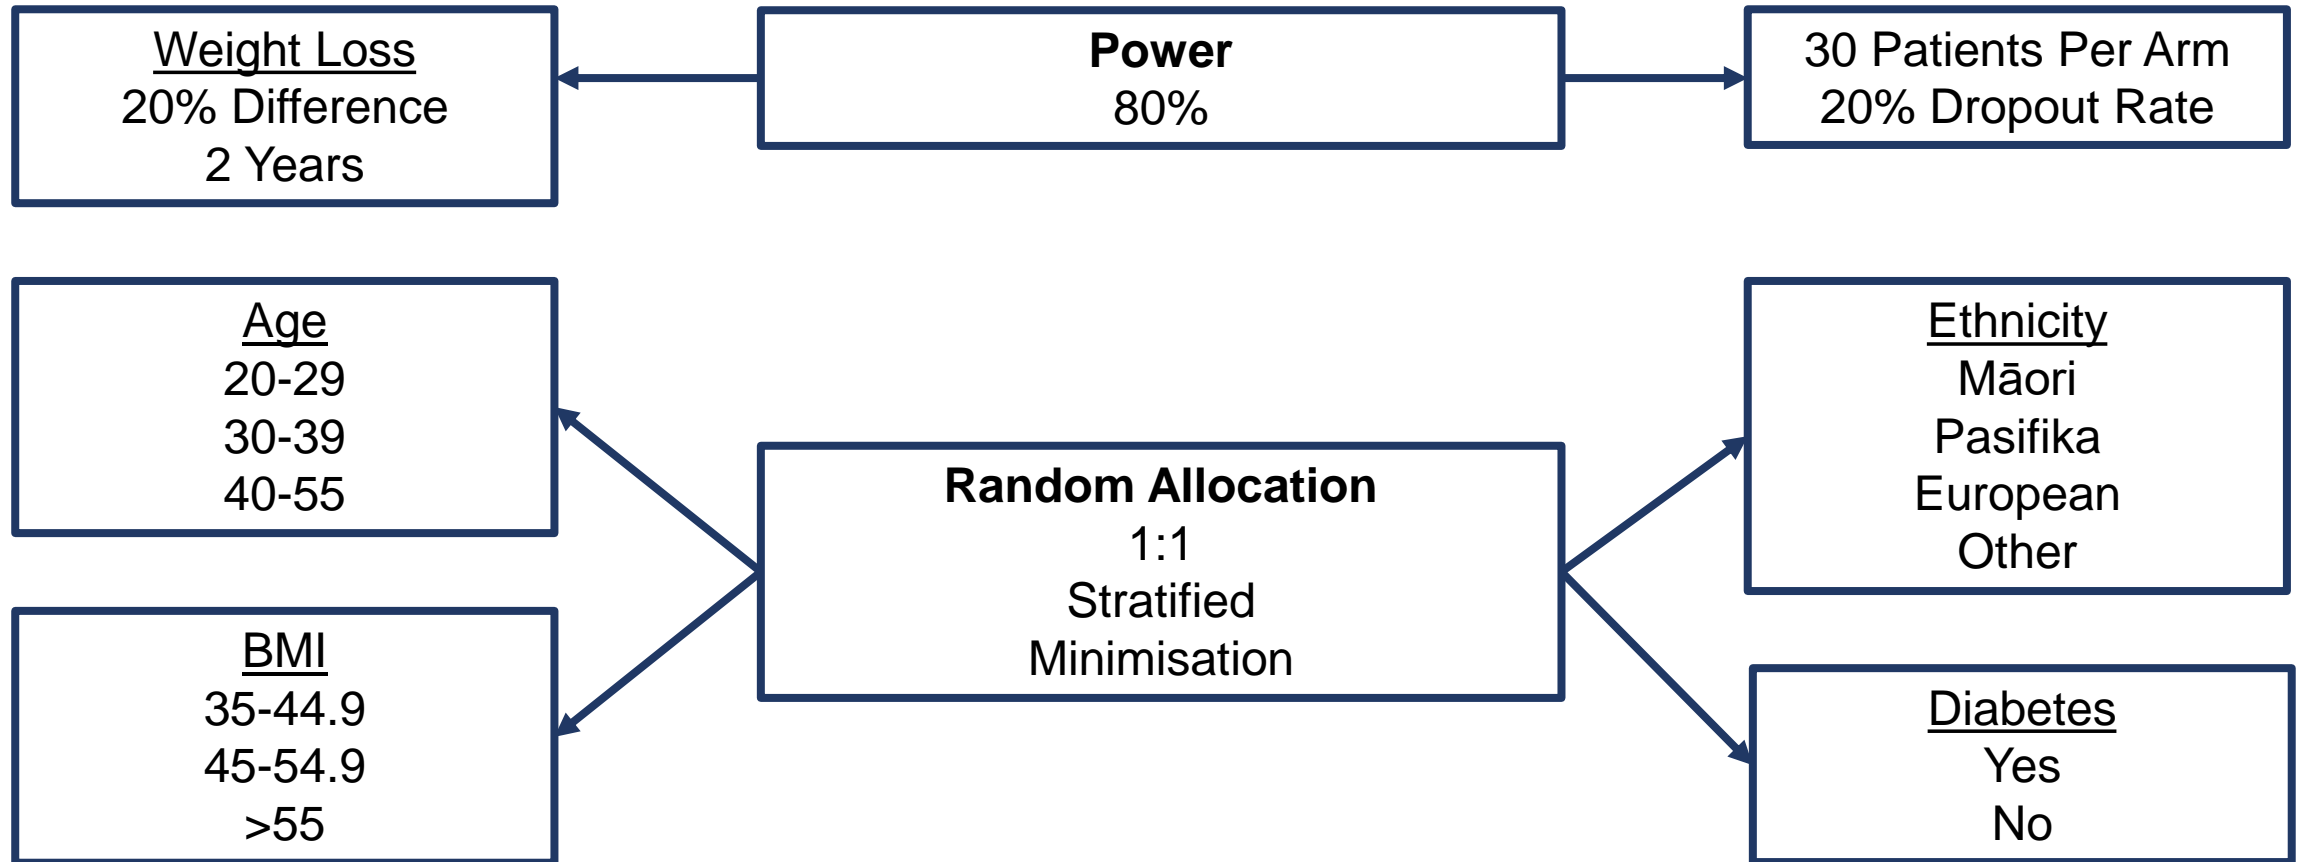 Weight Loss
20% Difference
2 Years
Power
80%
30 Patients Per Arm
20% Dropout Rate
Age
20-29
30-39
40-55
BMI
35-44.9
45-54.9
>55
Random Allocation
1:1
Stratified
Minimisation
Ethnicity
Māori
Pasifika
European
Other
Diabetes
Yes
No